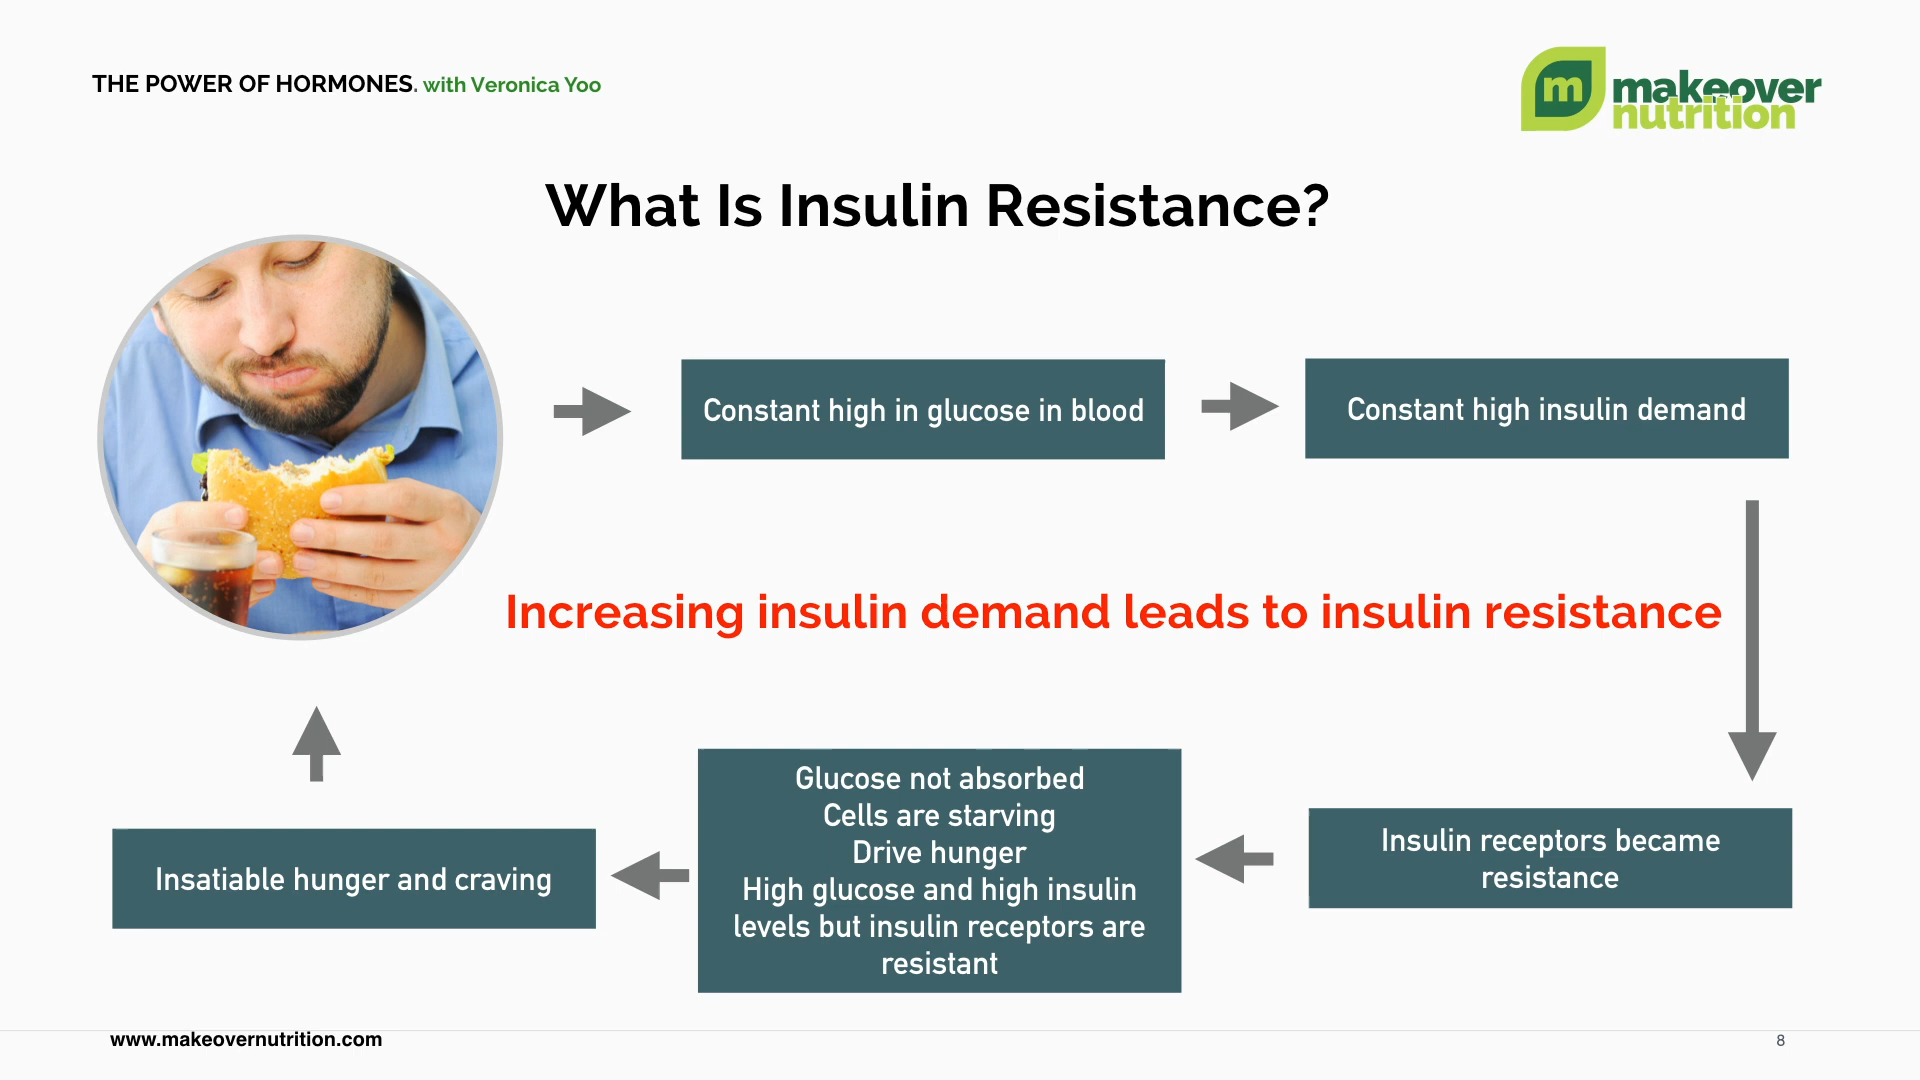 THE POWER OF HORMONES. with Veronica Yoo
m makeover
nutrition
What Is Insulin Resistance?
Constant high in glucose in blood
Constant high insulin demand
Increasing insulin demand leads to insulin resistance
Insulin receptors became
resistance
Glucose not absorbed
Cells are starving
Drive hunger
High glucose and high insulin
levels but insulin receptors are
resistant
Insatiable hunger and craving
www.makeovernutrition.com
8